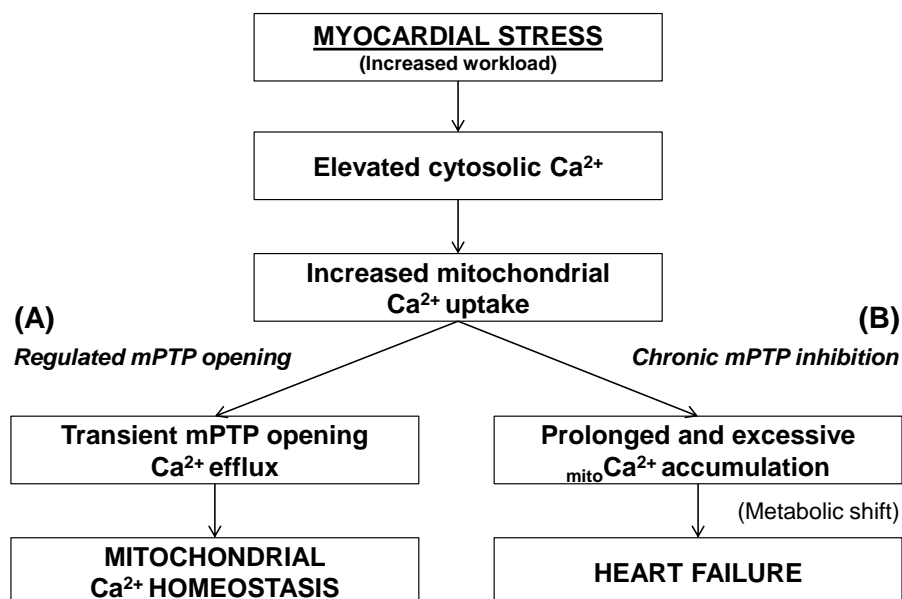 MYOCARDIAL STRESS
(Increased workload)
Elevated cytosolic Ca²⁺
Increased mitochondrial
Ca²⁺ uptake
(A)
(B)
Regulated mPTP opening
Chronic mPTP inhibition
Transient mPTP opening
Ca²⁺ efflux
Prolonged and excessive
mitoCa²⁺ accumulation
(Metabolic shift)
MITOCHONDRIAL
Ca²⁺ HOMEOSTASIS
HEART FAILURE